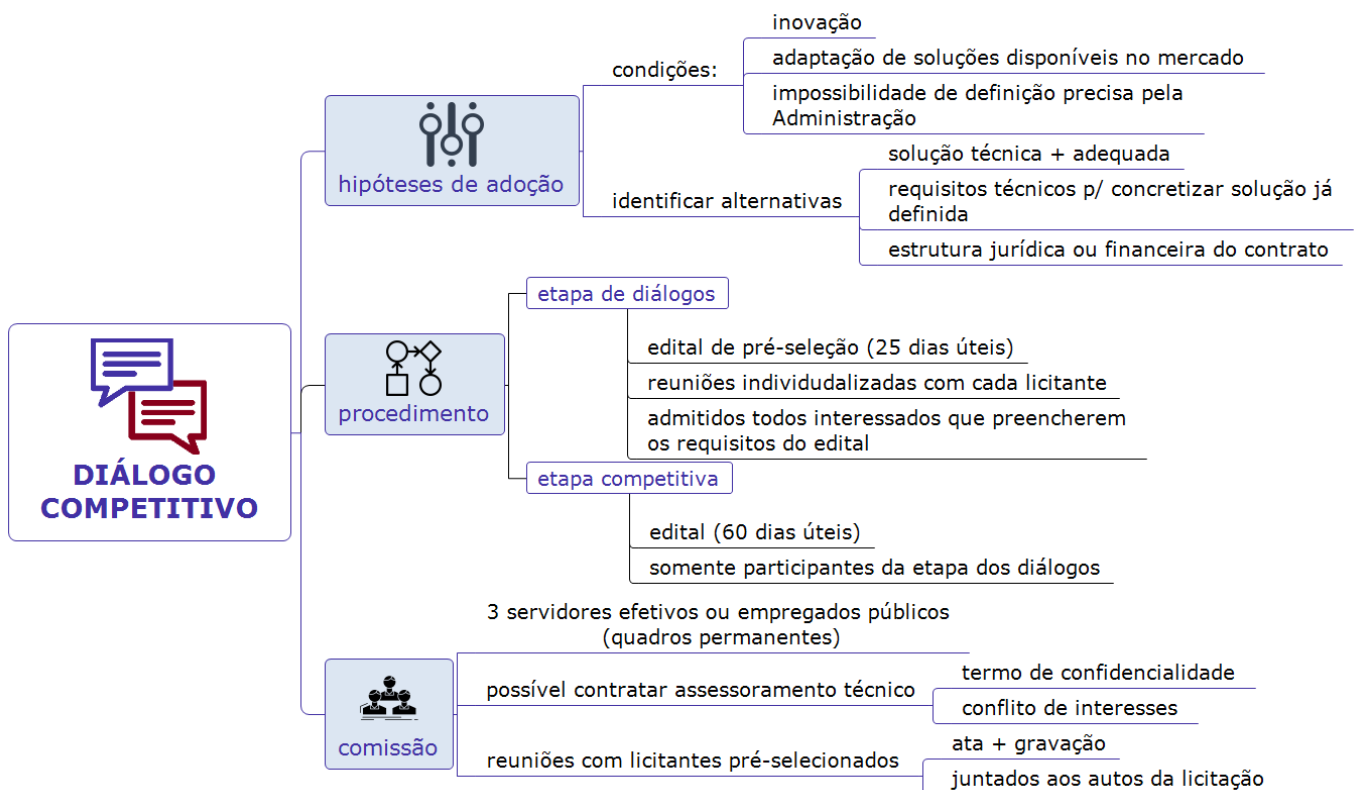 DIÁLOGO
COMPETITIVO
hipóteses de adoção
condições:
inovação
adaptação de soluções disponíveis no mercado
impossibilidade de definição precisa pela
Administração
identificar alternativas
solução técnica + adequada
requisitos técnicos p/ concretizar solução já
definida
estrutura jurídica ou financeira do contrato
procedimento
etapa de diálogos
edital de pré-seleção (25 dias úteis)
reuniões individudalizadas com cada licitante
admitidos todos interessados que preencherem
os requisitos do edital
etapa competitiva
edital (60 dias úteis)
somente participantes da etapa dos diálogos
comissão
3 servidores efetivos ou empregados públicos
(quadros permanentes)
possível contratar assessoramento técnico
termo de confidencialidade
conflito de interesses
reuniões com licitantes pré-selecionados
ata + gravação
juntados aos autos da licitação